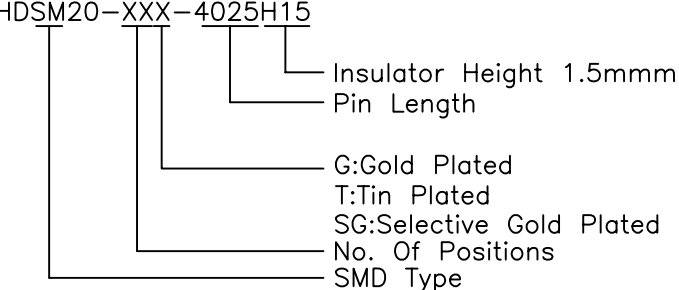 HDSM20-XXX-4025H15
Insulator Height 1.5mmm
Pin Length
G:Gold Plated
T:Tin Plated
SG:Selective Gold Plated
No. Of Positions
SMD Type